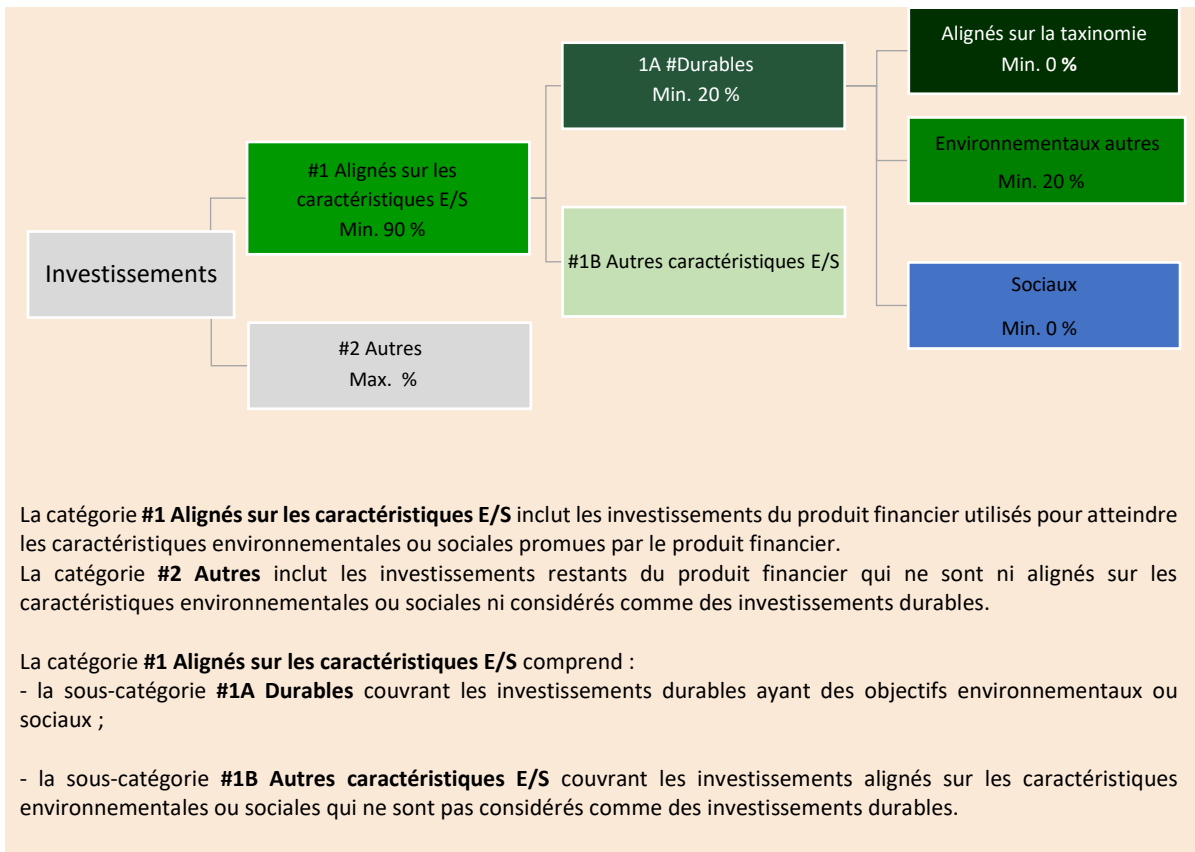 Investissements
#1 Alignés sur les
caractéristiques E/S
Min. 90 %
#2 Autres
Max.  %
1A #Durables
Min. 20 %
#1B Autres caractéristiques E/S
Alignés sur la taxinomie
Min. 0 %
Environnementaux autres
Min. 20 %
Sociaux
Min. 0 %
La catégorie #1 Alignés sur les caractéristiques E/S inclut les investissements du produit financier utilisés pour atteindre
les caractéristiques environnementales ou sociales promues par le produit financier.
La catégorie #2 Autres inclut les investissements restants du produit financier qui ne sont ni alignés sur les
caractéristiques environnementales ou sociales ni considérés comme des investissements durables.
La catégorie #1 Alignés sur les caractéristiques E/S comprend :
- la sous-catégorie #1A Durables couvrant les investissements durables ayant des objectifs environnementaux ou
sociaux ;
- la sous-catégorie #1B Autres caractéristiques E/S couvrant les investissements alignés sur les caractéristiques
environnementales ou sociales qui ne sont pas considérés comme des investissements durables.